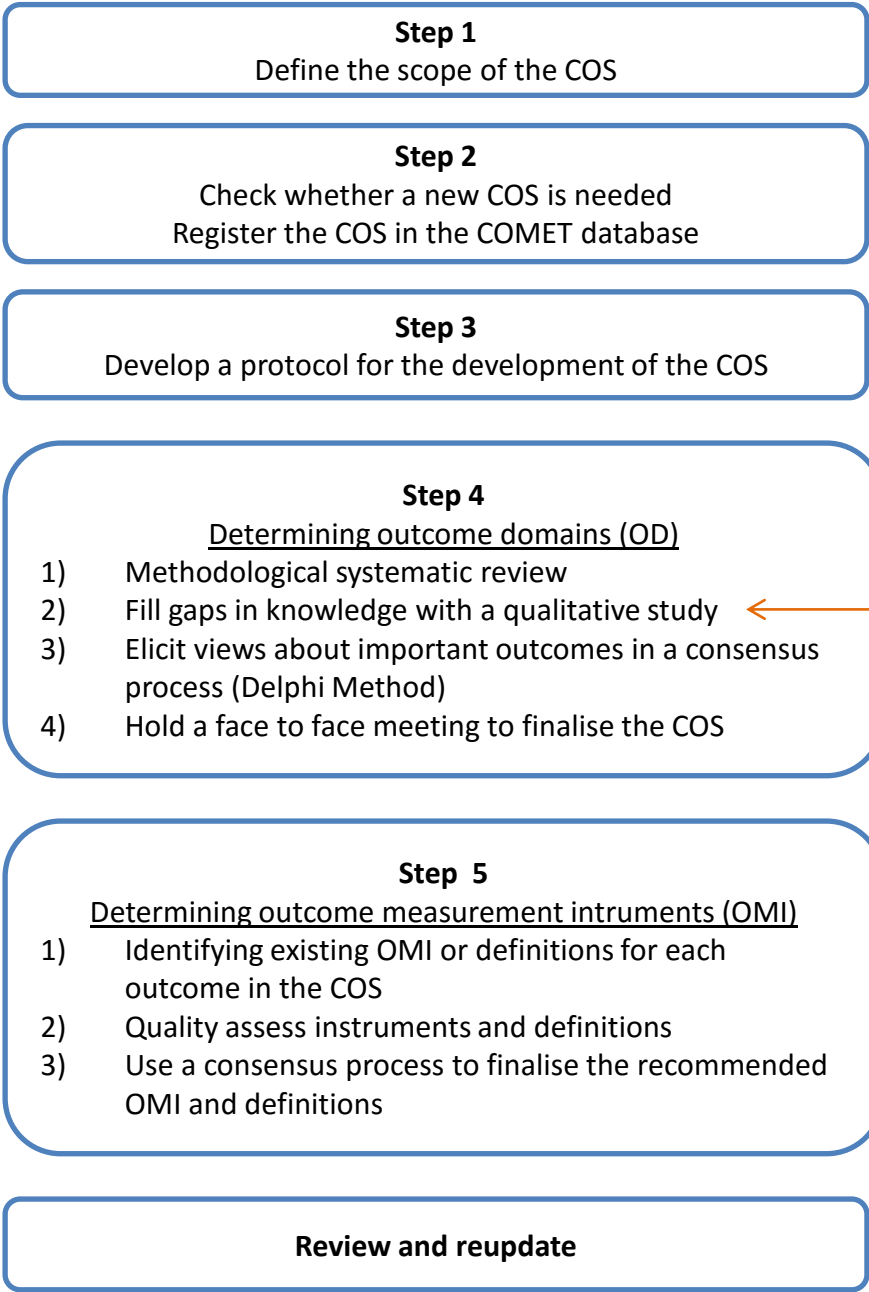 Step 1
Define the scope of the COS
Step 2
Check whether a new COS is needed
Register the COS in the COMET database
Step 3
Develop a protocol for the development of the COS
Step 4
Determining outcome domains (OD)
1) Methodological systematic review
2) Fill gaps in knowledge with a qualitative study
3) Elicit views about important outcomes in a consensus
process (Delphi Method)
4) Hold a face to face meeting to finalise the COS
Step 5
Determining outcome measurement intruments (OMI)
1) Identifying existing OMI or definitions for each
outcome in the COS
2) Quality assess instruments and definitions
3) Use a consensus process to finalise the recommended
OMI and definitions
Review and reupdate